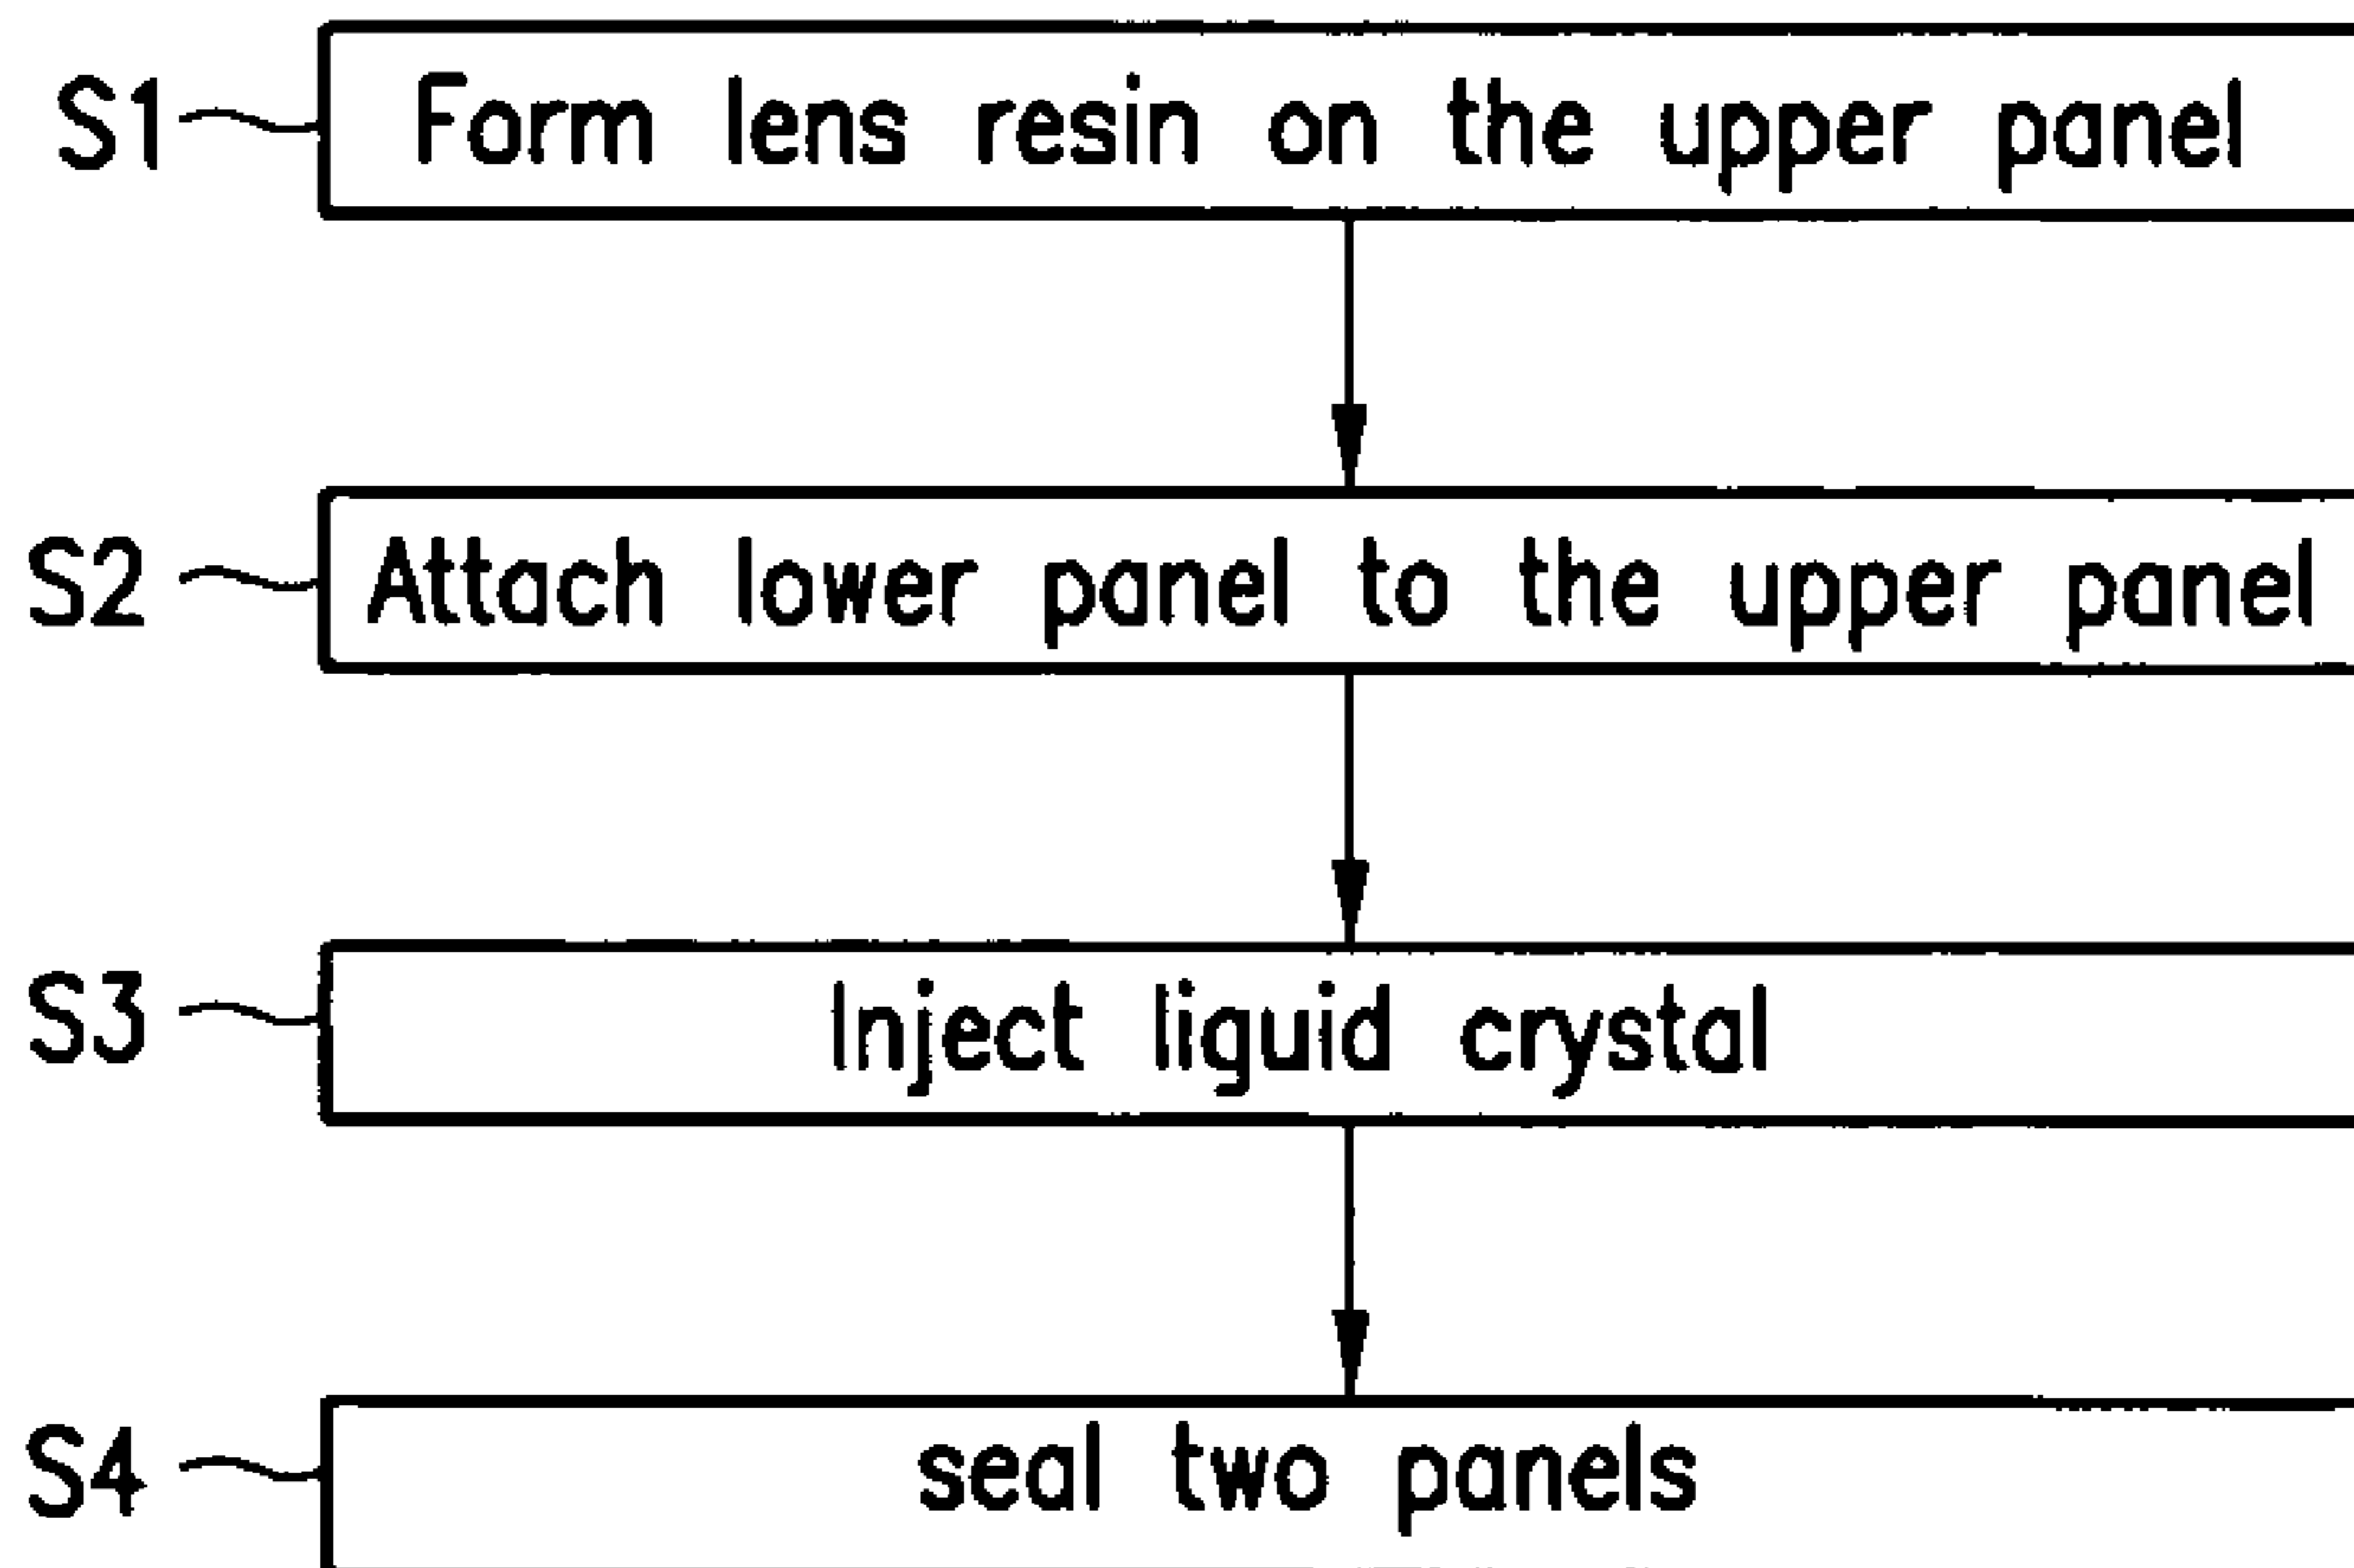 S1 Form lens resin on the upper panel
S2 Attach lower panel to the upper panel
S3 Inject liguid crystal
S4 seal two panels